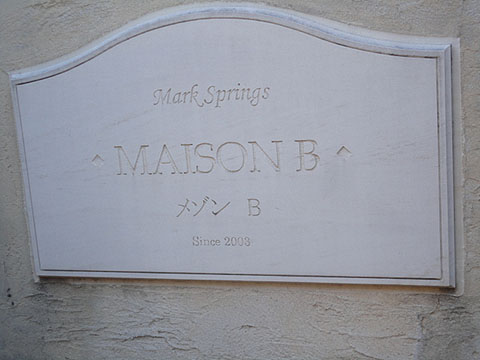 Mark Springs
MAISON B
メゾン B
Since 2003